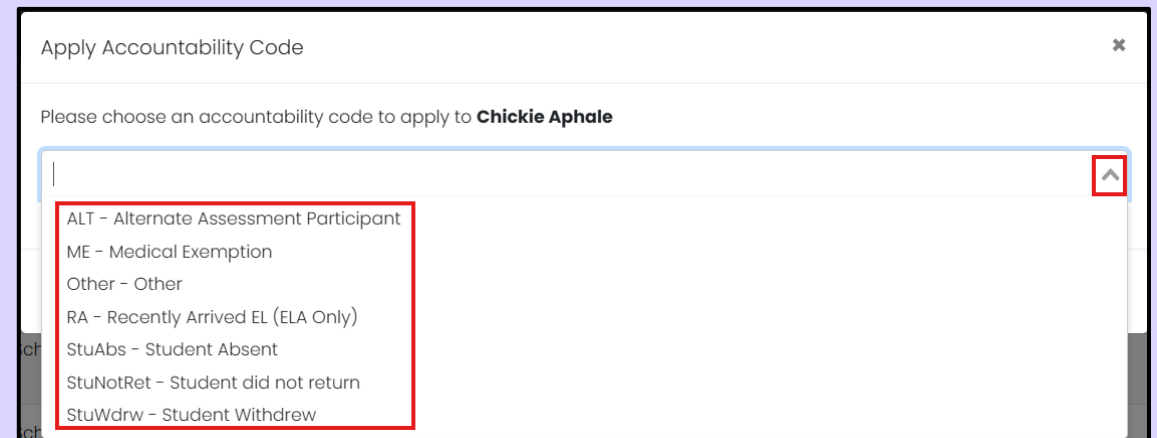 Apply Accountability Code
Please choose an accountability code to apply to Chickie Aphale
ALT - Alternate Assessment Participant
ME - Medical Exemption
Other - Other
RA - Recently Arrived EL (ELA Only)
StuAbs - Student Absent
StuNotRet - Student did not return
StuWdrw - Student Withdrew